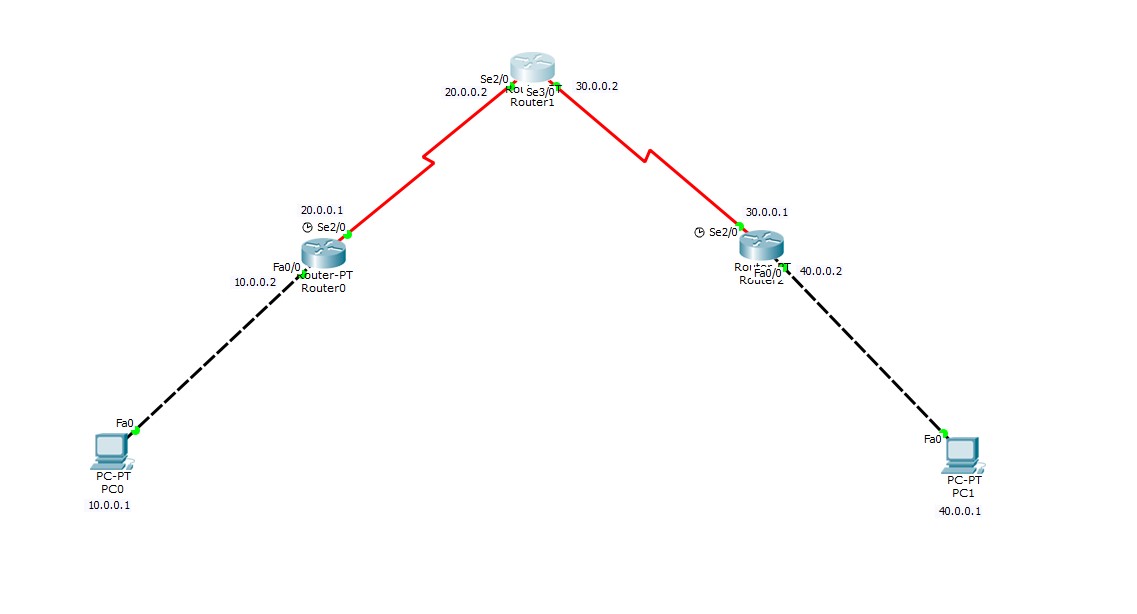 Se2/0
20.0.0.2
Se3/0
30.0.0.2
Router1
20.0.0.1
Se2/0
Fa0/0
10.0.0.2
Router-PT
Router0
30.0.0.1
Se2/0
Fa0/0
40.0.0.2
Router2
Fa0
PC-PT
PC0
10.0.0.1
Fa0
PC-PT
PC1
40.0.0.1